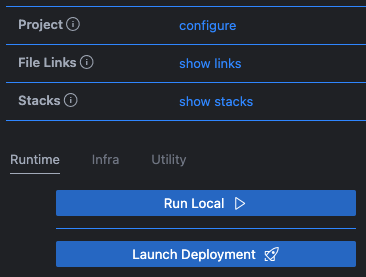 Project configure
File Links show links
Stacks show stacks
Runtime Infra Utility
Run Local
Launch Deployment